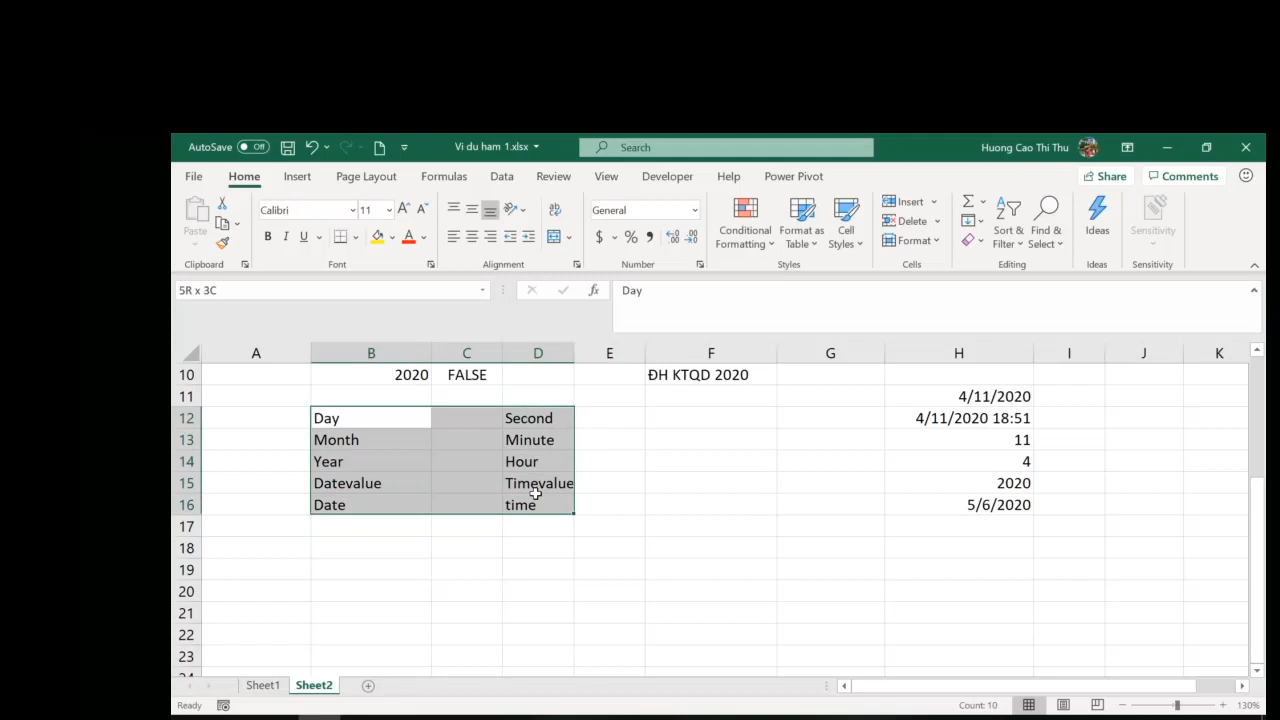 AutoSave Off Vi du ham 1.xlsx Search Huong Cao Thi Thu
File Home Insert Page Layout Formulas Data Review View Developer Help Power Pivot Share Comments
Paste Calibri 11 A A General Conditional Formatting Format as Table Cell Styles Insert Delete Format Sort & Filter Find & Select Ideas Sensitivity
B I U A $ % 9
Clipboard Font Alignment Number Styles Cells Editing Ideas Sensitivity
5R x 3C fx Day
A B C D E F G H I J K
10 2020 FALSE ĐH KTQD 2020
11 4/11/2020
12 Day Second 4/11/2020 18:51
13 Month Minute 11
14 Year Hour 4
15 Datevalue Timevalue 2020
16 Date time 5/6/2020
17
18
19
20
21
22
23
Sheet1 Sheet2
Ready Count: 10 130%